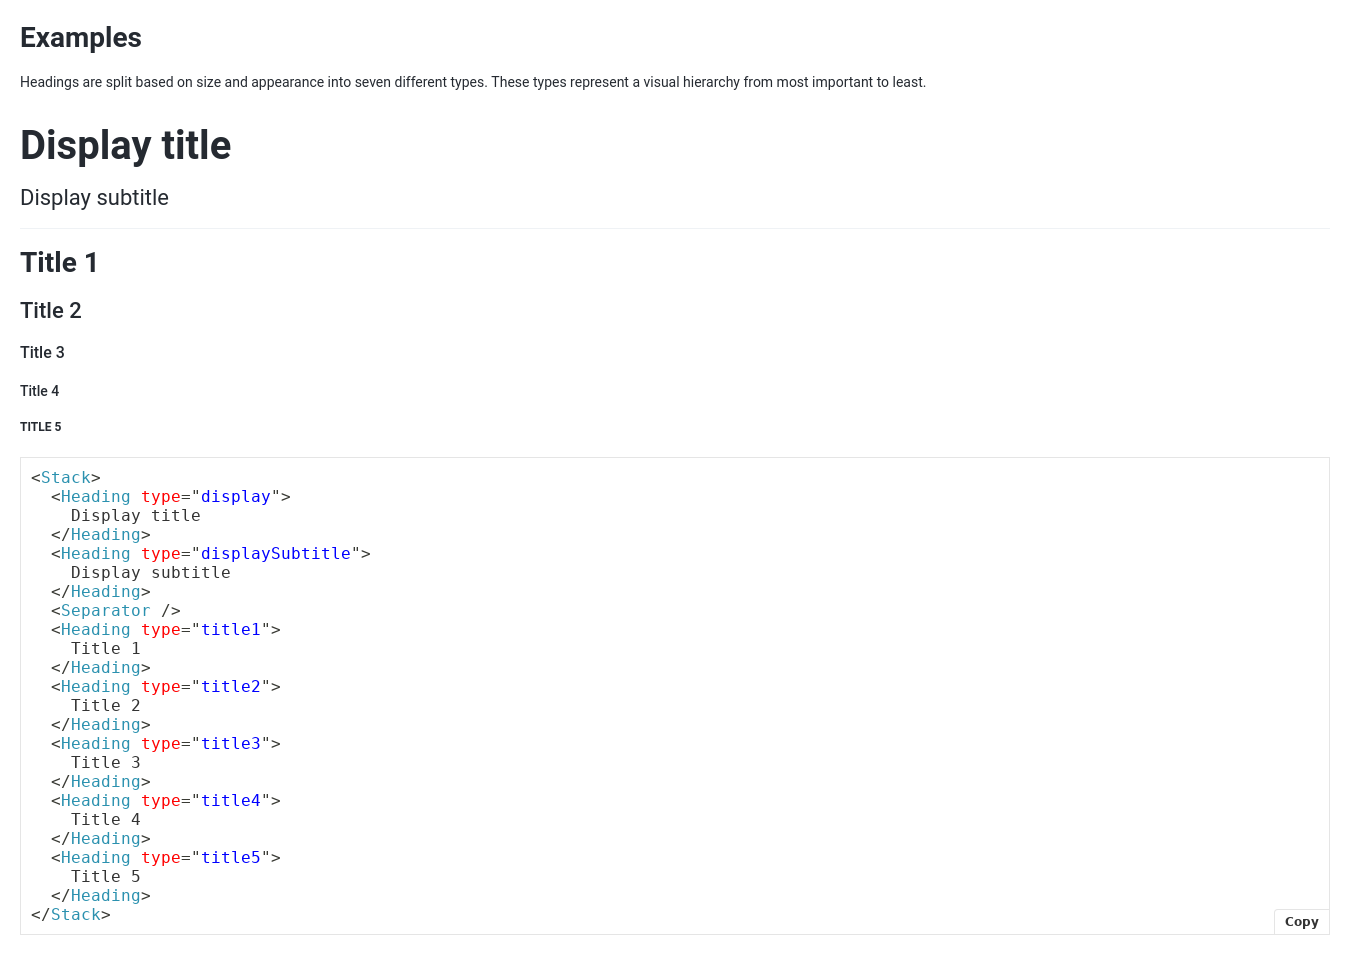 Examples
Headings are split based on size and appearance into seven different types. These types represent a visual hierarchy from most important to least.
Display title
Display subtitle
Title 1
Title 2
Title 3
Title 4
TITLE 5
<Stack>
  <Heading type="display">
    Display title
  </Heading>
  <Heading type="displaySubtitle">
    Display subtitle
  </Heading>
  <Separator />
  <Heading type="title1">
    Title 1
  </Heading>
  <Heading type="title2">
    Title 2
  </Heading>
  <Heading type="title3">
    Title 3
  </Heading>
  <Heading type="title4">
    Title 4
  </Heading>
  <Heading type="title5">
    Title 5
  </Heading>
</Stack>
Copy